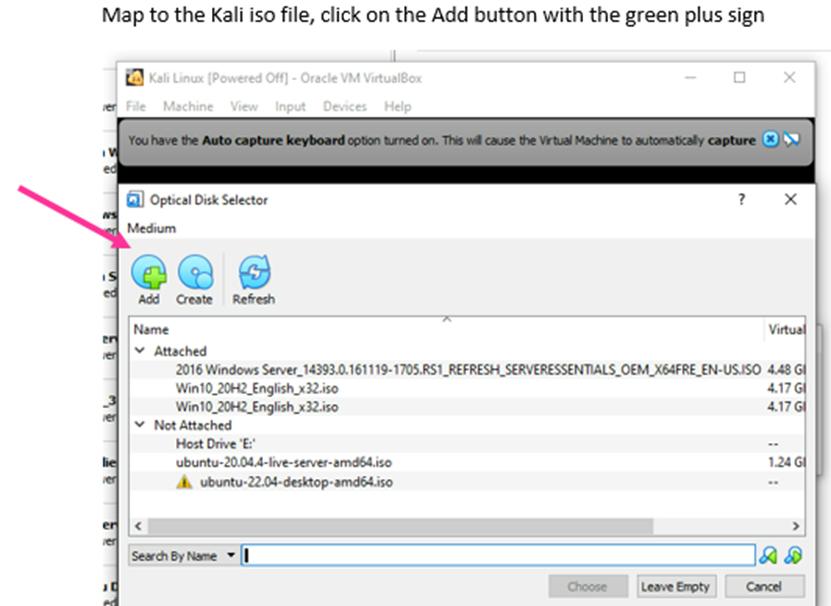 Map to the Kali iso file, click on the Add button with the green plus sign
Kali Linux [Powered Off] - Oracle VM VirtualBox
File Machine View Input Devices Help
You have the Auto capture keyboard option turned on. This will cause the Virtual Machine to automatically capture
Optical Disk Selector
Medium
Add Create Refresh
Name Virtual
Attached
2016 Windows Server_14393.0.161119-1705.RS1_REFRESH_SERVERESSENTIALS_OEM_X64FRE_EN-US.ISO 4.48 G
Win10_20H2_English_x32.iso 4.17 G
Win10_20H2_English_x32.iso 4.17 G
Not Attached
Host Drive 'E:' --
ubuntu-20.04.4-live-server-amd64.iso 1.24 G
ubuntu-22.04-desktop-amd64.iso --
Search By Name
Choose Leave Empty Cancel